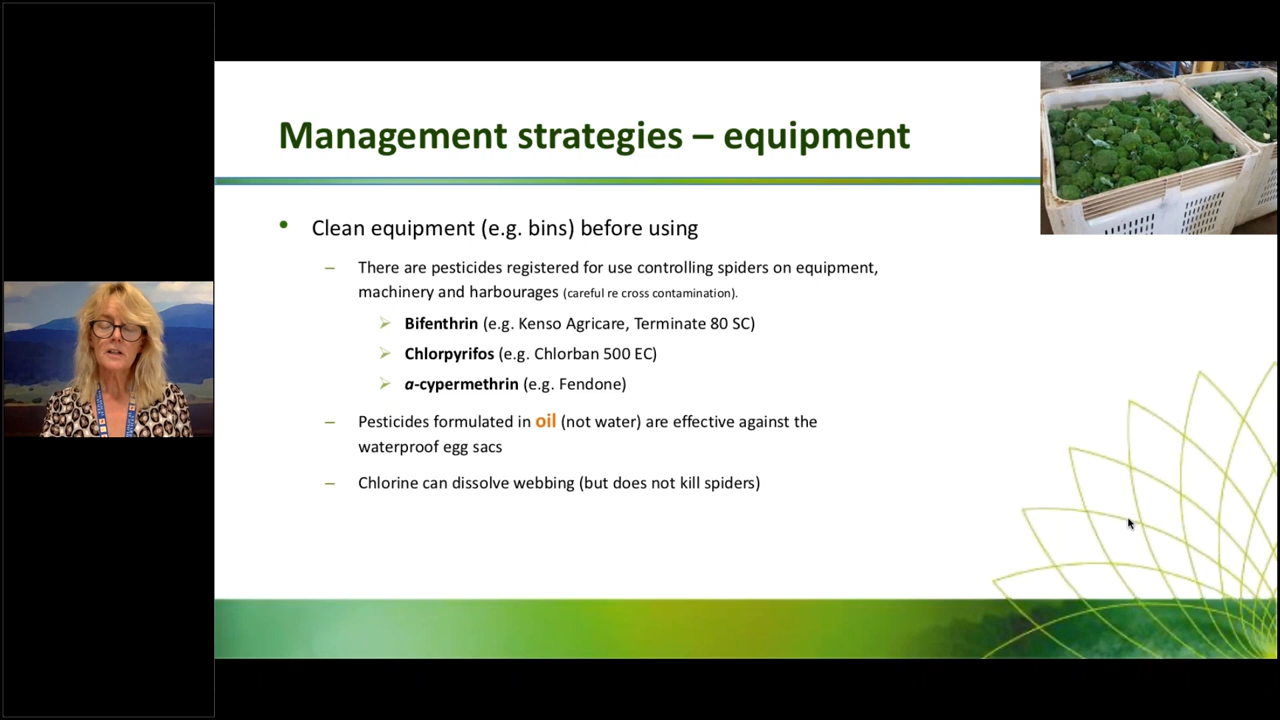 Management strategies – equipment
• Clean equipment (e.g. bins) before using
– There are pesticides registered for use controlling spiders on equipment,
machinery and harbourages (careful re cross contamination).
➢ Bifenthrin (e.g. Kenso Agricare, Terminate 80 SC)
➢ Chlorpyrifos (e.g. Chlorban 500 EC)
➢ α-cypermethrin (e.g. Fendone)
– Pesticides formulated in oil (not water) are effective against the
waterproof egg sacs
– Chlorine can dissolve webbing (but does not kill spiders)